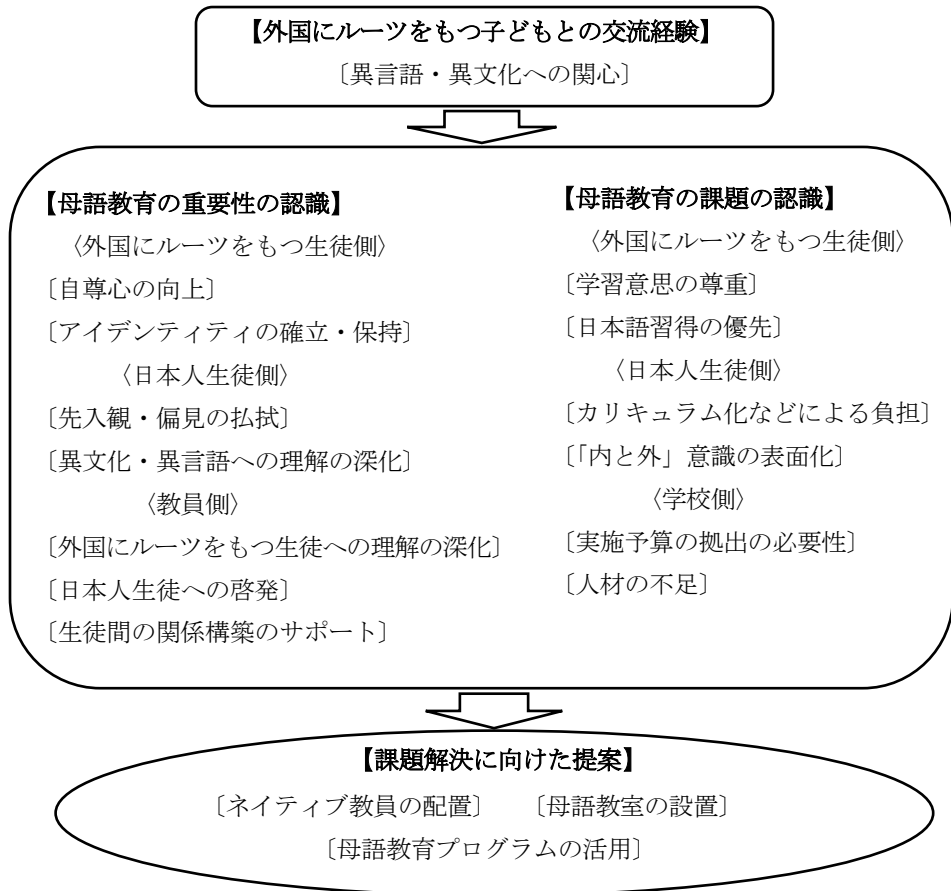 【外国にルーツをもつ子どもとの交流経験】
〔異言語・異文化への関心〕
【母語教育の重要性の認識】
〈外国にルーツをもつ生徒側〉
〔自尊心の向上〕
〔アイデンティティの確立・保持〕
〈日本人生徒側〉
〔先入観・偏見の払拭〕
〔異文化・異言語への理解の深化〕
〈教員側〉
〔外国にルーツをもつ生徒への理解の深化〕
〔日本人生徒への啓発〕
〔生徒間の関係構築のサポート〕
【母語教育の課題の認識】
〈外国にルーツをもつ生徒側〉
〔学習意思の尊重〕
〔日本語習得の優先〕
〈日本人生徒側〉
〔カリキュラム化などによる負担〕
〔「内と外」意識の表面化〕
〈学校側〉
〔実施予算の拠出の必要性〕
〔人材の不足〕
【課題解決に向けた提案】
〔ネイティブ教員の配置〕 〔母語教室の設置〕
〔母語教育プログラムの活用〕